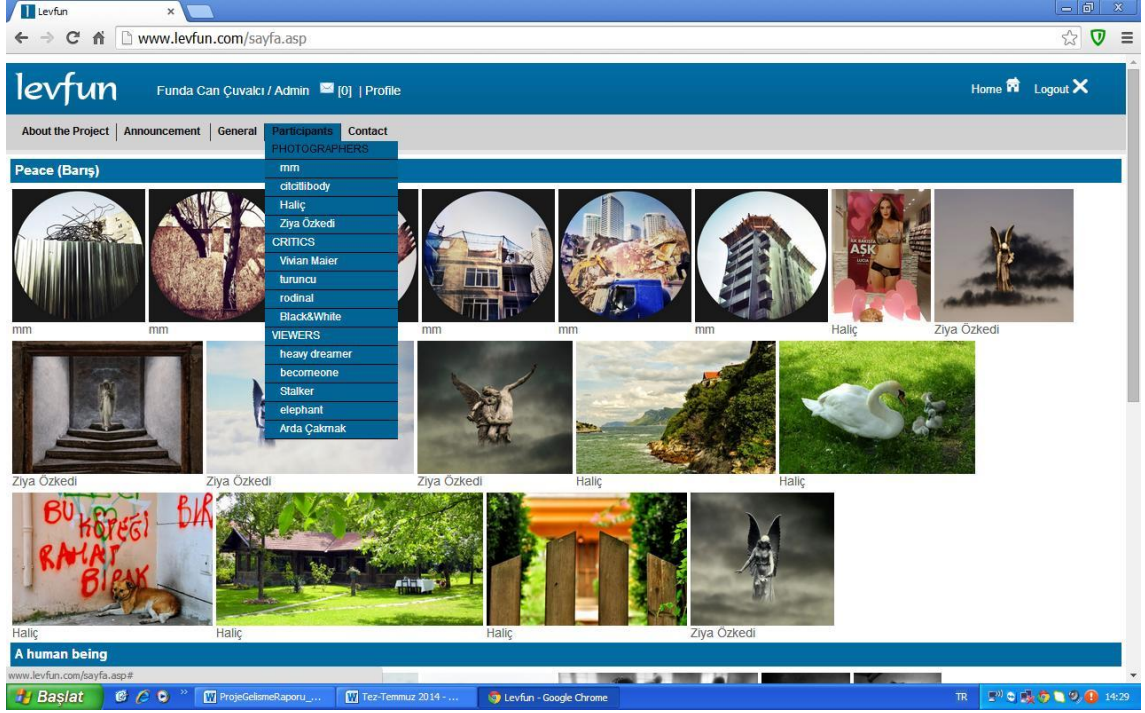 Levfun
www.levfun.com/sayfa.asp
levfun
Funda Can Çuvalcı / Admin [0] | Profile
Home Logout
About the Project | Announcement | General | Participants Contact
PHOTOGRAPHERS
mm
citcitlibody
Haliç
Ziya Özkedi
CRITICS
Vivian Maier
turuncu
rodinal
Black&White
VIEWERS
heavy dreamer
becomeone
Stalker
elephant
Arda Çakmak
Peace (Barış)
AŞK
mm mm mm mm mm Haliç Ziya Özkedi
Ziya Özkedi Ziya Özkedi Ziya Özkedi Haliç Haliç
BU
KÖPEĞİ
RAHAT
BIRAK
BİR
Haliç Haliç Haliç Ziya Özkedi
A human being
www.levfun.com/sayfa.asp#
Başlat ProjeGelismeRaporu_... Tez-Temmuz 2014 - ... Levfun - Google Chrome TR 14:29